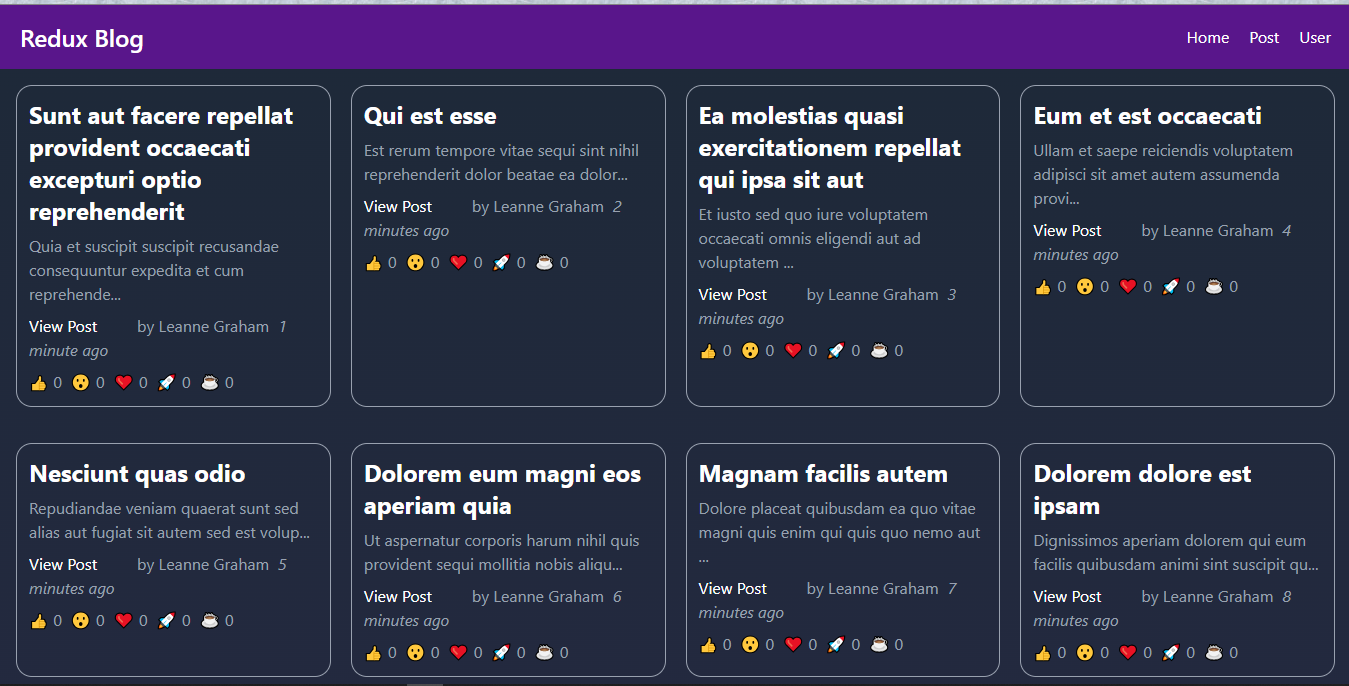 Redux Blog
Home Post User
Sunt aut facere repellat
provident occaecati
excepturi optio
reprehenderit
Quia et suscipit suscipit recusandae
consequuntur expedita et cum
reprehende...
View Post by Leanne Graham 1
minute ago
👍 0 😮 0 ❤️ 0 🚀 0 ☕ 0
Qui est esse
Est rerum tempore vitae sequi sint nihil
reprehenderit dolor beatae ea dolor...
View Post by Leanne Graham 2
minutes ago
👍 0 😮 0 ❤️ 0 🚀 0 ☕ 0
Ea molestias quasi
exercitationem repellat
qui ipsa sit aut
Et iusto sed quo iure voluptatem
occaecati omnis eligendi aut ad
voluptatem ...
View Post by Leanne Graham 3
minutes ago
👍 0 😮 0 ❤️ 0 🚀 0 ☕ 0
Eum et est occaecati
Ullam et saepe reiciendis voluptatem
adipisci sit amet autem assumenda
provi...
View Post by Leanne Graham 4
minutes ago
👍 0 😮 0 ❤️ 0 🚀 0 ☕ 0
Nesciunt quas odio
Repudiandae veniam quaerat sunt sed
alias aut fugiat sit autem sed est volup...
View Post by Leanne Graham 5
minutes ago
👍 0 😮 0 ❤️ 0 🚀 0 ☕ 0
Dolorem eum magni eos
aperiam quia
Ut aspernatur corporis harum nihil quis
provident sequi mollitia nobis aliqu...
View Post by Leanne Graham 6
minutes ago
👍 0 😮 0 ❤️ 0 🚀 0 ☕ 0
Magnam facilis autem
Dolore placeat quibusdam ea quo vitae
magni quis enim qui quis quo nemo aut
...
View Post by Leanne Graham 7
minutes ago
👍 0 😮 0 ❤️ 0 🚀 0 ☕ 0
Dolorem dolore est
ipsam
Dignissimos aperiam dolorem qui eum
facilis quibusdam animi sint suscipit qu...
View Post by Leanne Graham 8
minutes ago
👍 0 😮 0 ❤️ 0 🚀 0 ☕ 0